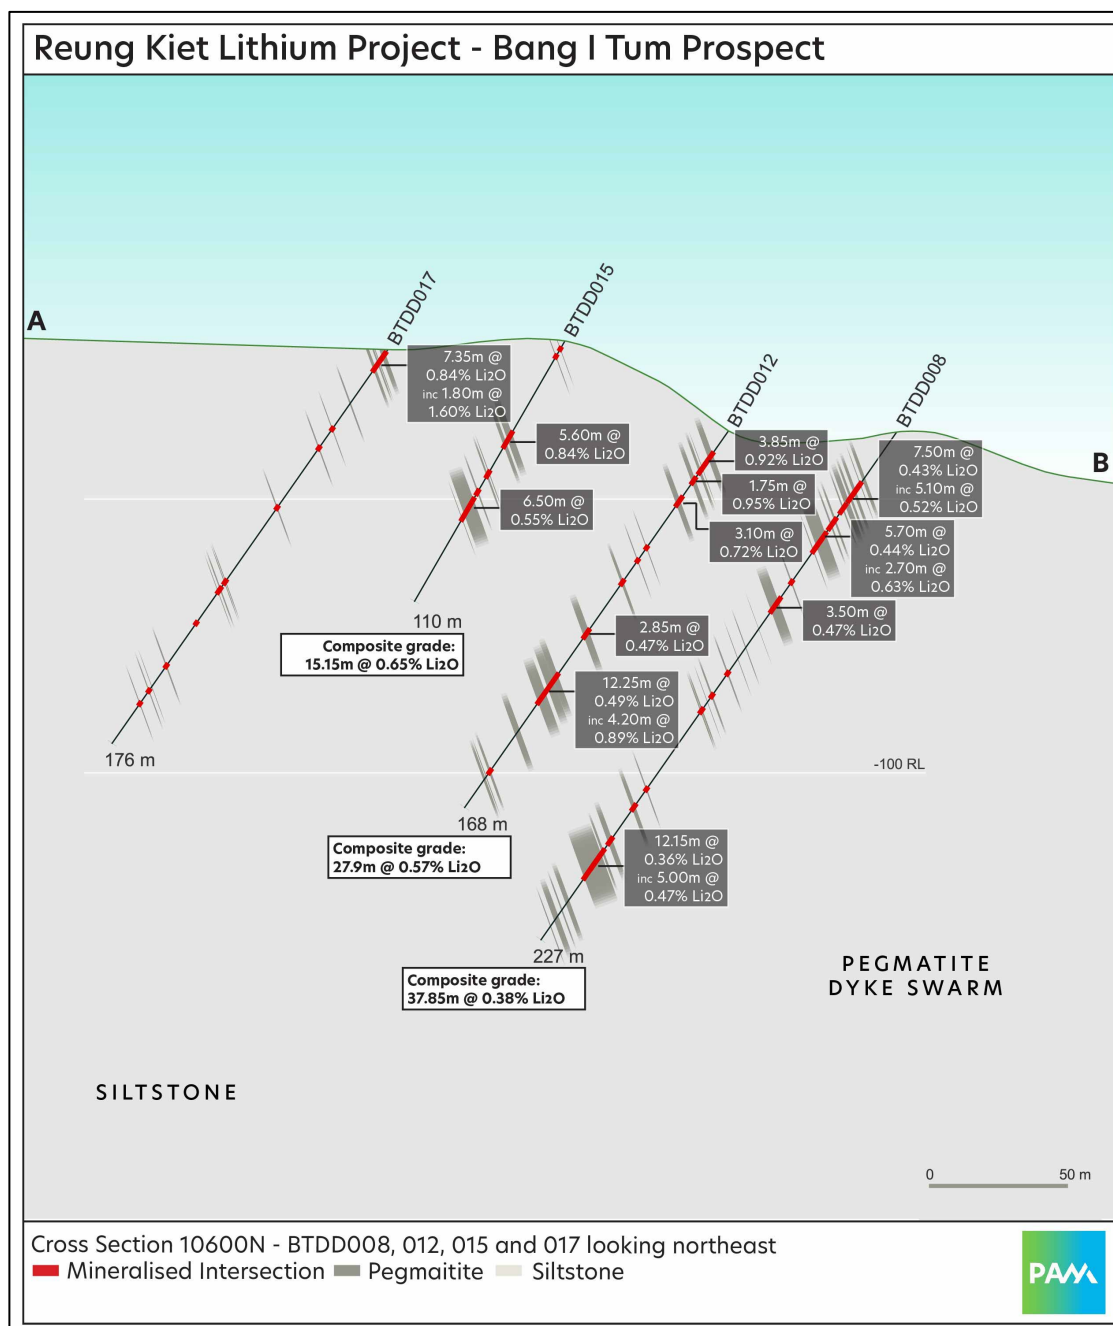 Reung Kiet Lithium Project - Bang I Tum Prospect
A
BTDD017
BTDD015
BTDD012
BTDD008
B
7.35m @
0.84% Li2O
inc 1.80m @
1.60% Li2O
5.60m @
0.84% Li2O
6.50m @
0.55% Li2O
3.85m @
0.92% Li2O
1.75m @
0.95% Li2O
3.10m @
0.72% Li2O
7.50m @
0.43% Li2O
inc 5.10m @
0.52% Li2O
5.70m @
0.44% Li2O
inc 2.70m @
0.63% Li2O
3.50m @
0.47% Li2O
110 m
Composite grade:
15.15m @ 0.65% Li2O
2.85m @
0.47% Li2O
12.25m @
0.49% Li2O
inc 4.20m @
0.89% Li2O
176 m
-100 RL
168 m
Composite grade:
27.9m @ 0.57% Li2O
12.15m @
0.36% Li2O
inc 5.00m @
0.47% Li2O
227 m
Composite grade:
37.85m @ 0.38% Li2O
PEGMATITE
DYKE SWARM
SILTSTONE
0 50 m
Cross Section 10600N - BTDD008, 012, 015 and 017 looking northeast
Mineralised Intersection Pegmaitite Siltstone
PAM